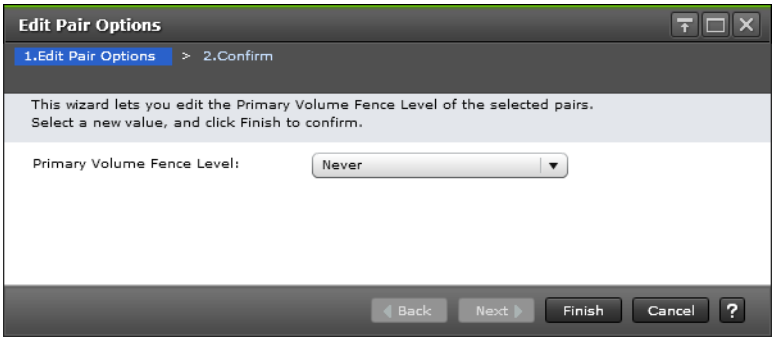 Edit Pair Options
1.Edit Pair Options > 2.Confirm
This wizard lets you edit the Primary Volume Fence Level of the selected pairs.
Select a new value, and click Finish to confirm.
Primary Volume Fence Level: Never
Back Next Finish Cancel ?